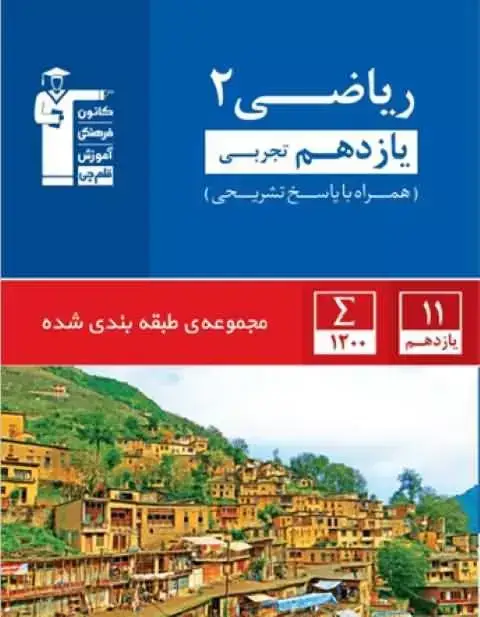 ریاضی ۲
یازدهم تجربی
(همراه با پاسخ تشریحی)
کانون
فرهنگی
آموزش
قلم‌چی
۱۱
یازدهم
Σ
۱۲۰۰
مجموعه‌ی طبقه بندی شده